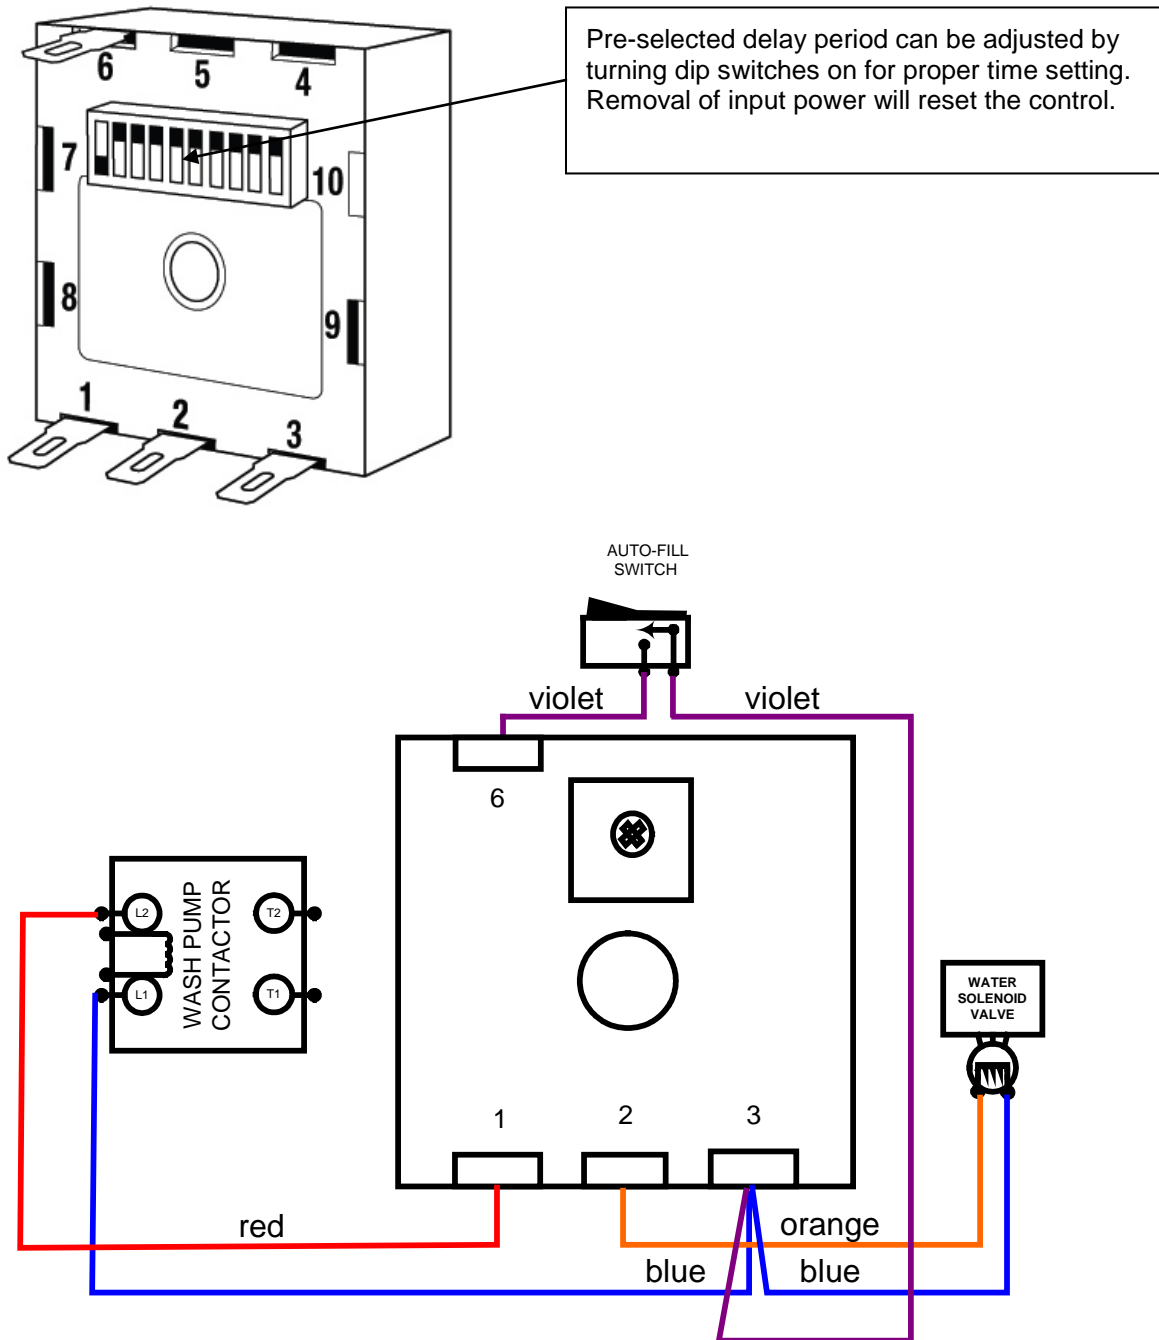 Pre-selected delay period can be adjusted by
turning dip switches on for proper time setting.
Removal of input power will reset the control.
6
5
4
7
10
8
9
1
2
3
AUTO-FILL
SWITCH
violet
violet
6
L2
T2
WASH PUMP
CONTACTOR
L1
T1
WATER
SOLENOID
VALVE
1
2
3
red
orange
blue
blue